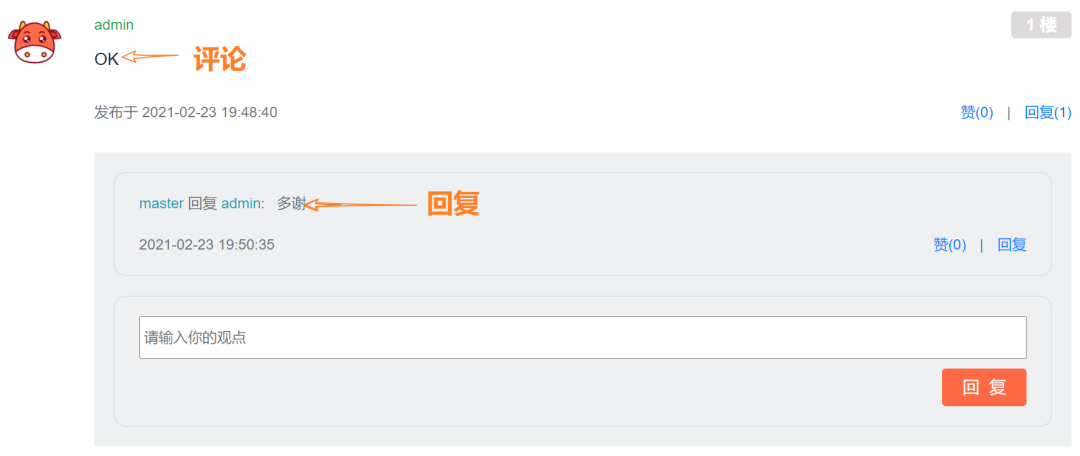 admin
1 楼
OK
评论
发布于 2021-02-23 19:48:40
赞(0) | 回复(1)
master 回复 admin: 多谢
回复
2021-02-23 19:50:35
赞(0) | 回复
请输入你的观点
回 复